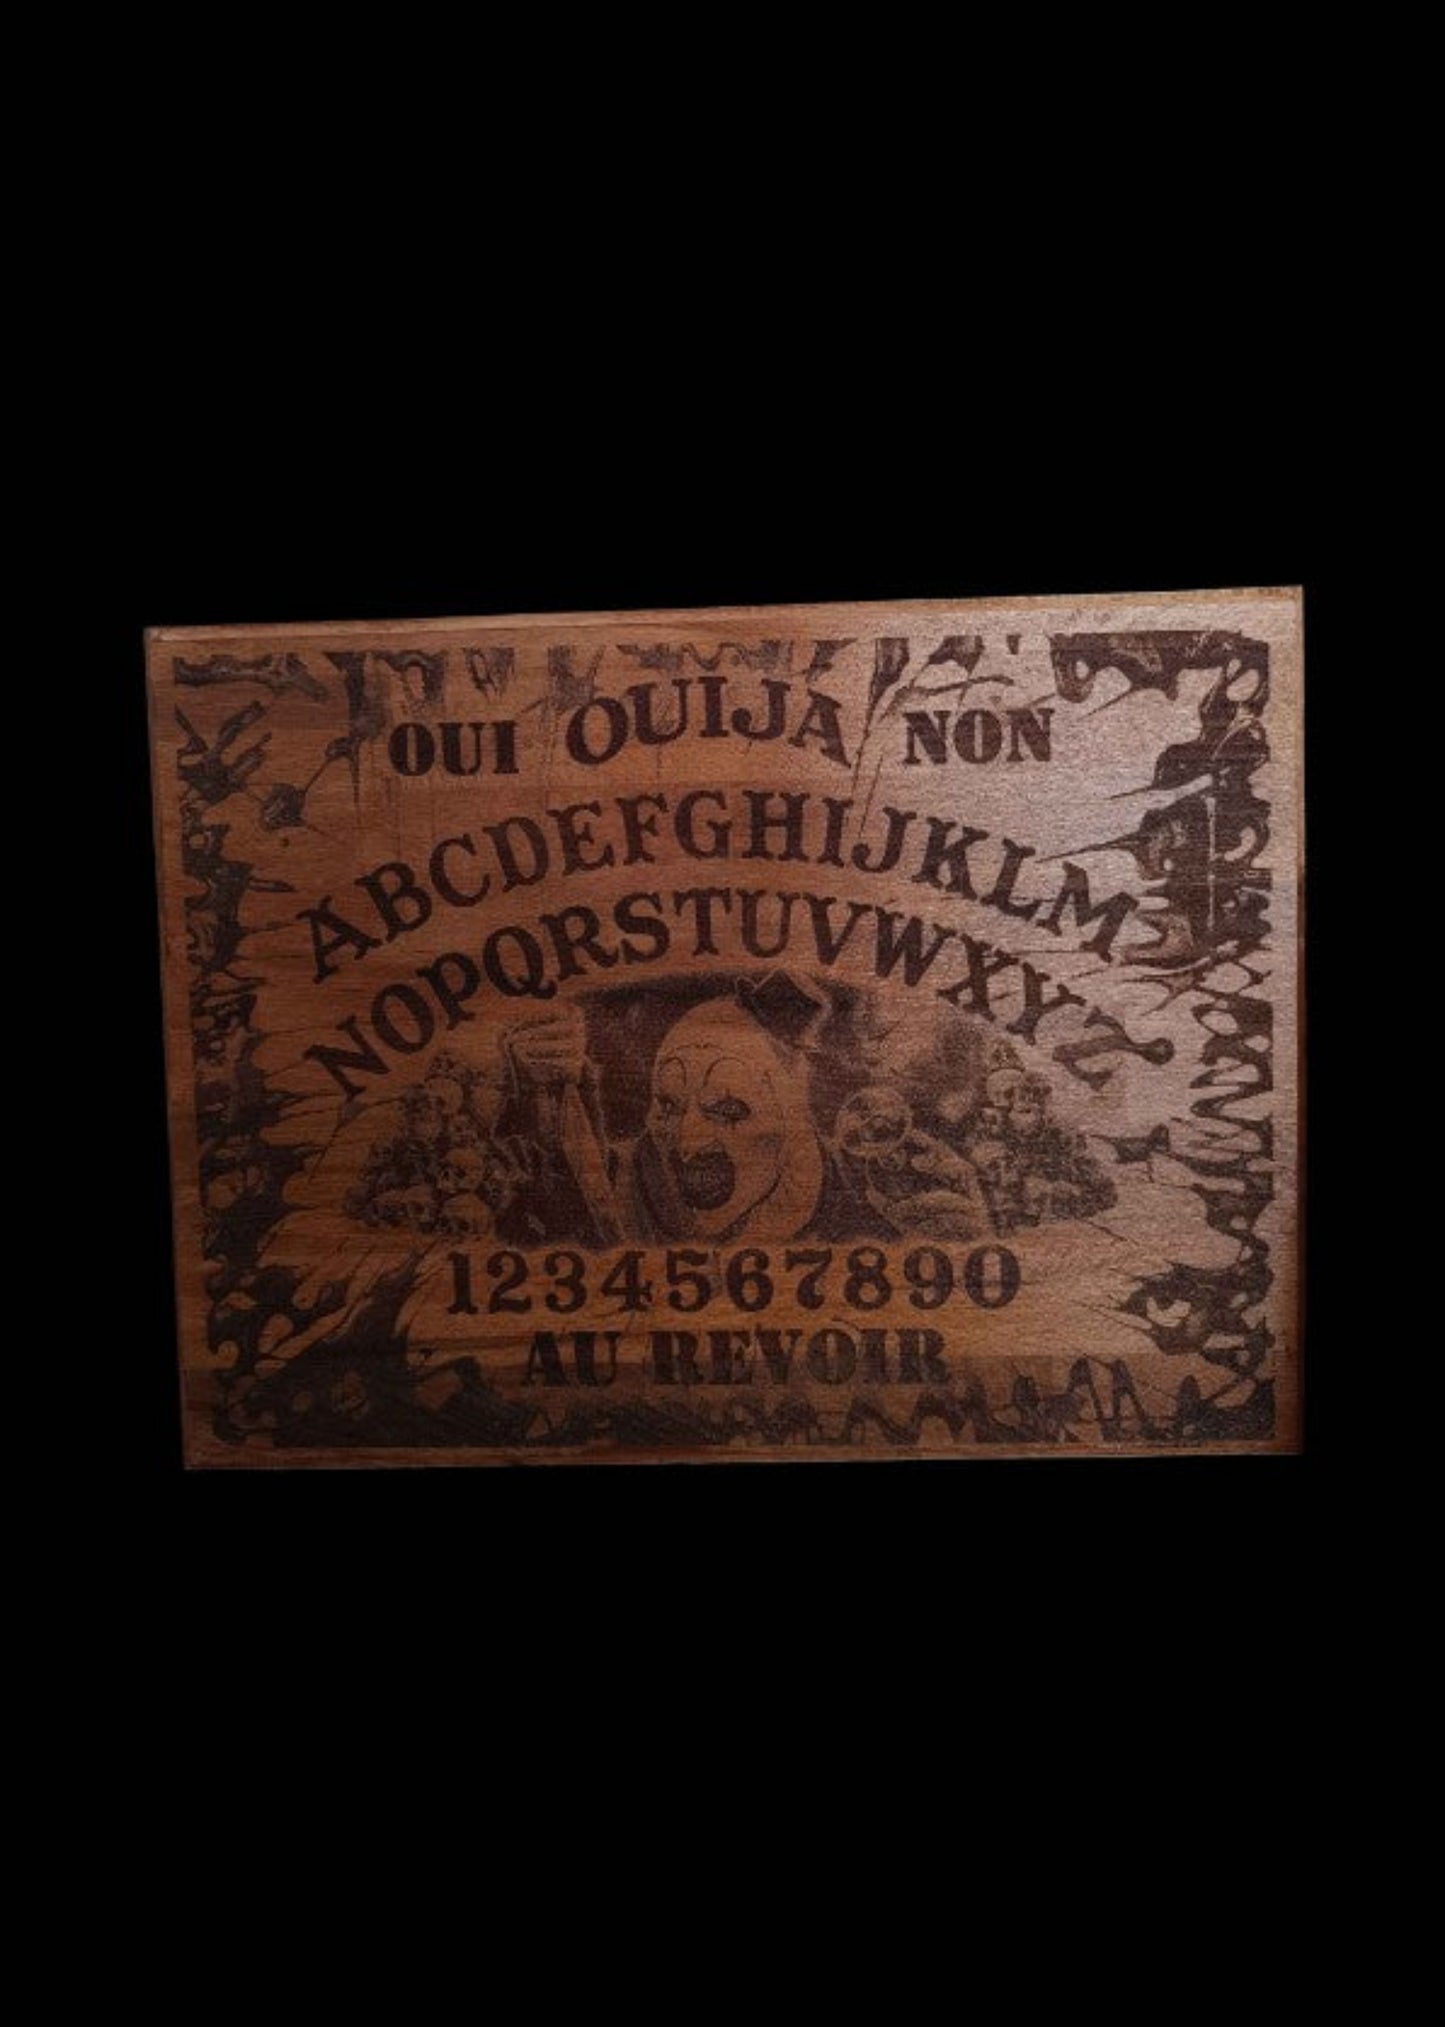 OUI OUIJA NON
ABCDEFGHIJKLM
NOPQRSTUVWXYZ
1234567890
AU REVOIR